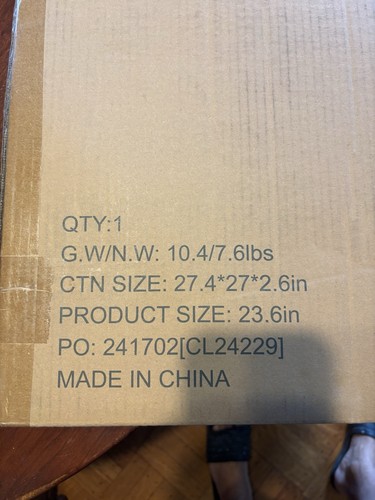 QTY:1
G.W/N.W: 10.4/7.6lbs
CTN SIZE: 27.4*27*2.6in
PRODUCT SIZE: 23.6in
PO: 241702[CL24229]
MADE IN CHINA